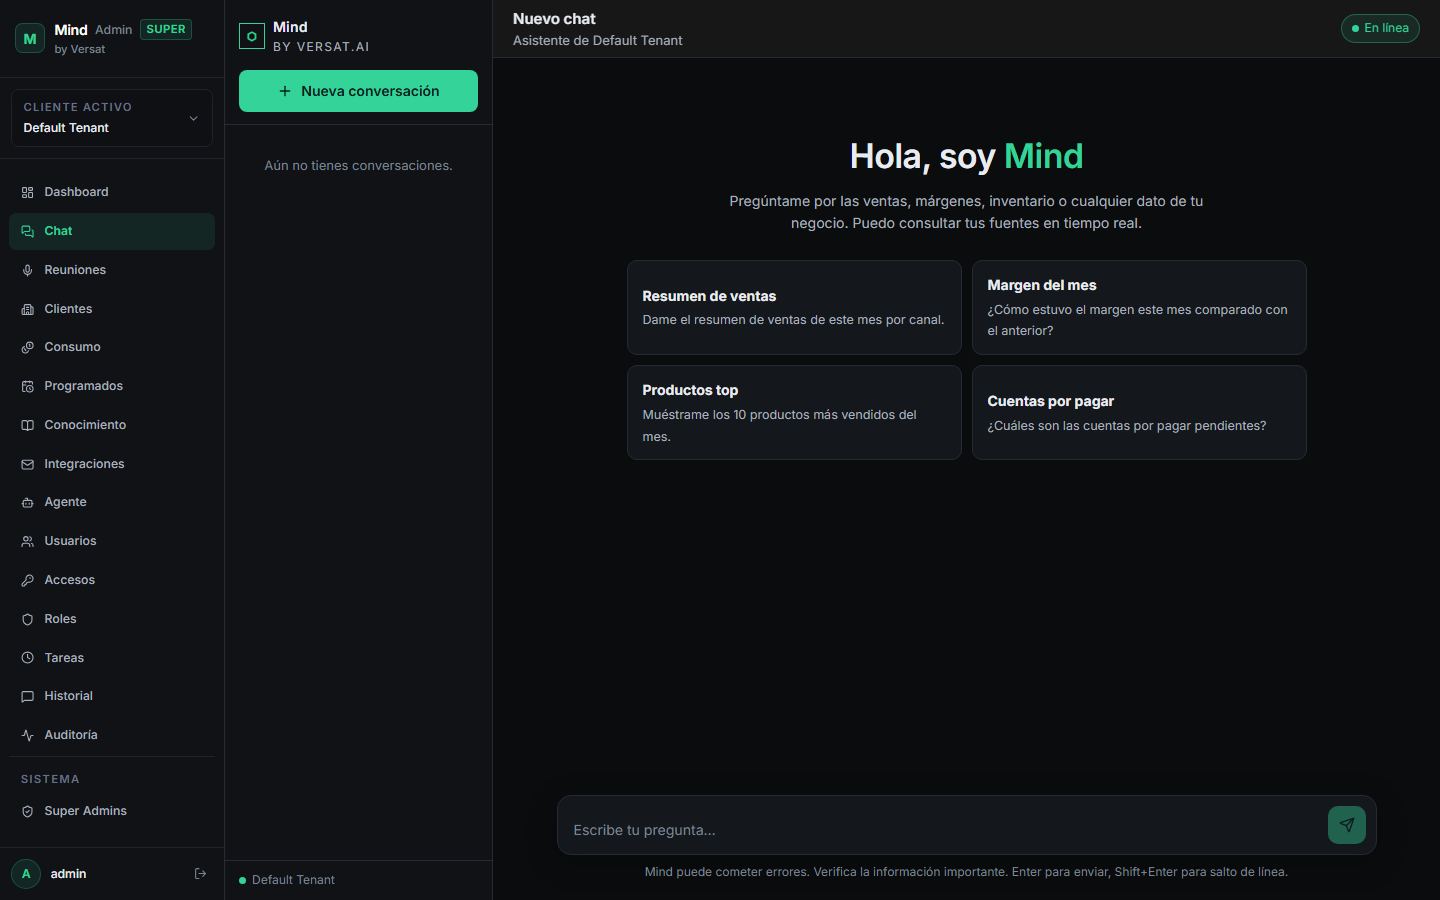 M
Mind Admin SUPER
by Versat
CLIENTE ACTIVO
Default Tenant
Dashboard
Chat
Reuniones
Clientes
Consumo
Programados
Conocimiento
Integraciones
Agente
Usuarios
Accesos
Roles
Tareas
Historial
Auditoría
SISTEMA
Super Admins
A
admin
Mind
BY VERSAT.AI
Nueva conversación
Aún no tienes conversaciones.
Default Tenant
Nuevo chat
Asistente de Default Tenant
En línea
Hola, soy Mind
Pregúntame por las ventas, márgenes, inventario o cualquier dato de tu
negocio. Puedo consultar tus fuentes en tiempo real.
Resumen de ventas
Dame el resumen de ventas de este mes por canal.
Margen del mes
¿Cómo estuvo el margen este mes comparado con
el anterior?
Productos top
Muéstrame los 10 productos más vendidos del
mes.
Cuentas por pagar
¿Cuáles son las cuentas por pagar pendientes?
Escribe tu pregunta...
Mind puede cometer errores. Verifica la información importante. Enter para enviar, Shift+Enter para salto de línea.